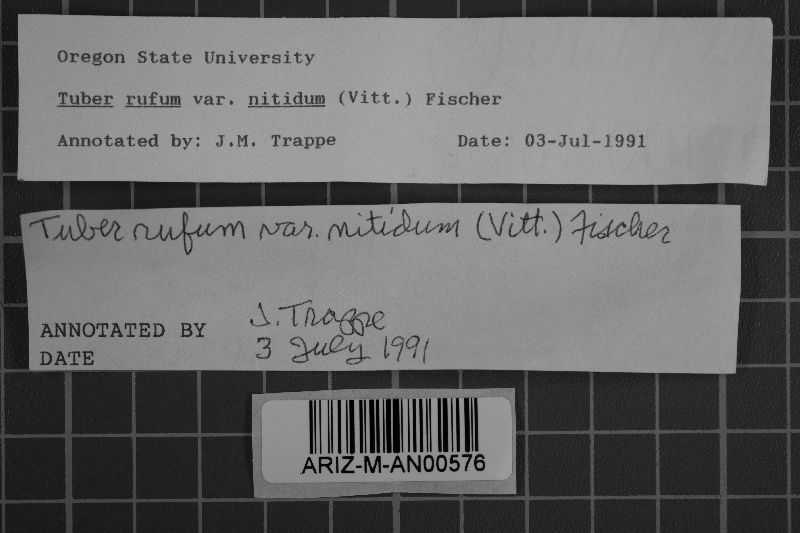 Oregon State University
Tuber rufum var. nitidum (Vitt.) Fischer
Annotated by: J.M. Trappe Date: 03-Jul-1991
Tuber rufum var. nitidum (Vitt.) Fischer
ANNOTATED BY J. Trappe
DATE 3 July 1991
ARIZ-M-AN00576